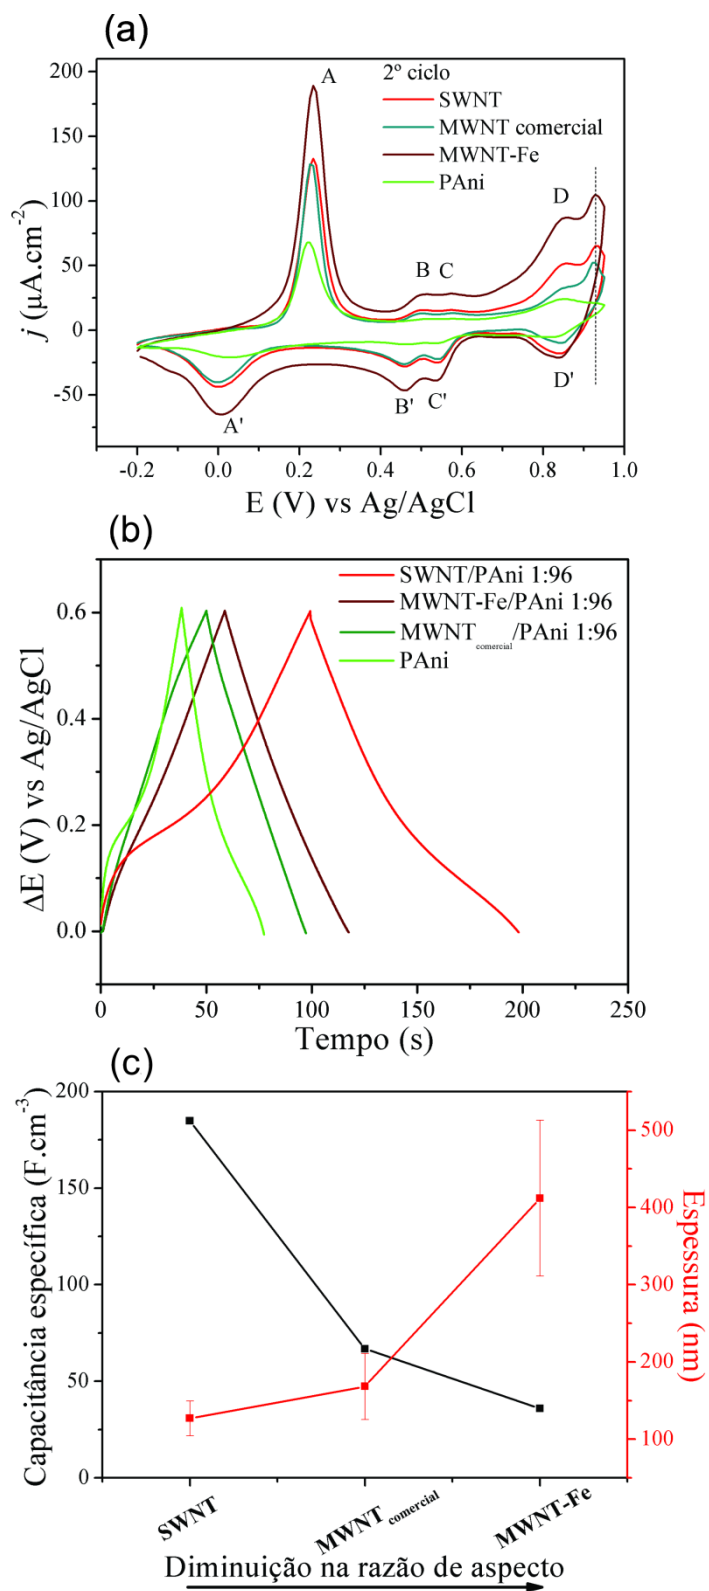 (a)
200
150
100
50
0
-50
j (µA.cm-2)
2º ciclo
SWNT
MWNT comercial
MWNT-Fe
PAni
A
B
C
D
A'
B'
C'
D'
-0.2 0.0 0.2 0.4 0.6 0.8 1.0
E (V) vs Ag/AgCl
(b)
0.6
0.4
0.2
0.0
ΔE (V) vs Ag/AgCl
SWNT/PAni 1:96
MWNT-Fe/PAni 1:96
MWNTcomercial/PAni 1:96
PAni
0 50 100 150 200 250
Tempo (s)
(c)
200
150
100
50
0
Capacitância específica (F.cm-3)
500
400
300
200
100
Espessura (nm)
SWNT
MWNTcomercial
MWNT-Fe
Diminuição na razão de aspecto